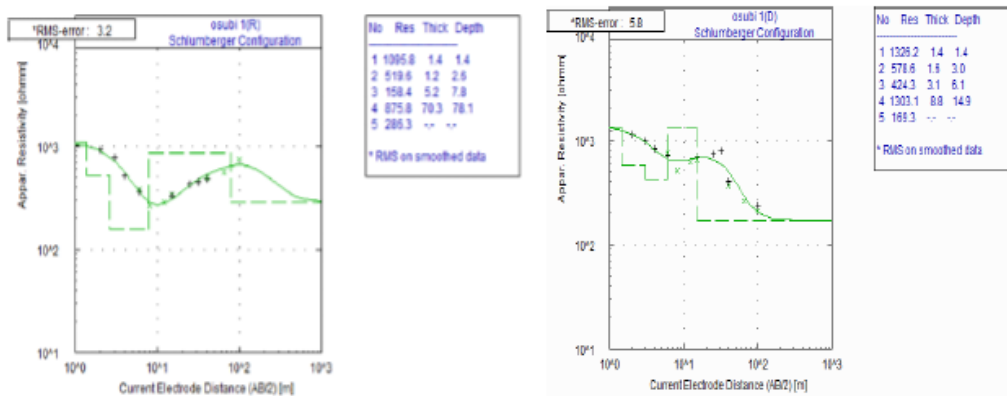 *RMS-error : 3.2
osubi 1(R)
Schlumberger Configuration
10^4
10^3
10^2
10^1
Appar. Resistivity [ohmm]
10^0 10^1 10^2 10^3
Current Electrode Distance (AB/2) [m]
No Res Thick Depth
1 1095.8 1.4 1.4
2 519.6 1.2 2.6
3 158.4 5.2 7.8
4 875.8 70.3 78.1
5 286.3 -.- -.-
* RMS on smoothed data
*RMS-error : 5.8
osubi 1(D)
Schlumberger Configuration
10^4
10^3
10^2
10^1
Appar. Resistivity [ohmm]
10^0 10^1 10^2 10^3
Current Electrode Distance (AB/2) [m]
No Res Thick Depth
1 1326.2 1.4 1.4
2 578.6 1.6 3.0
3 424.3 3.1 6.1
4 1303.1 8.8 14.9
5 169.3 -.- -.-
* RMS on smoothed data